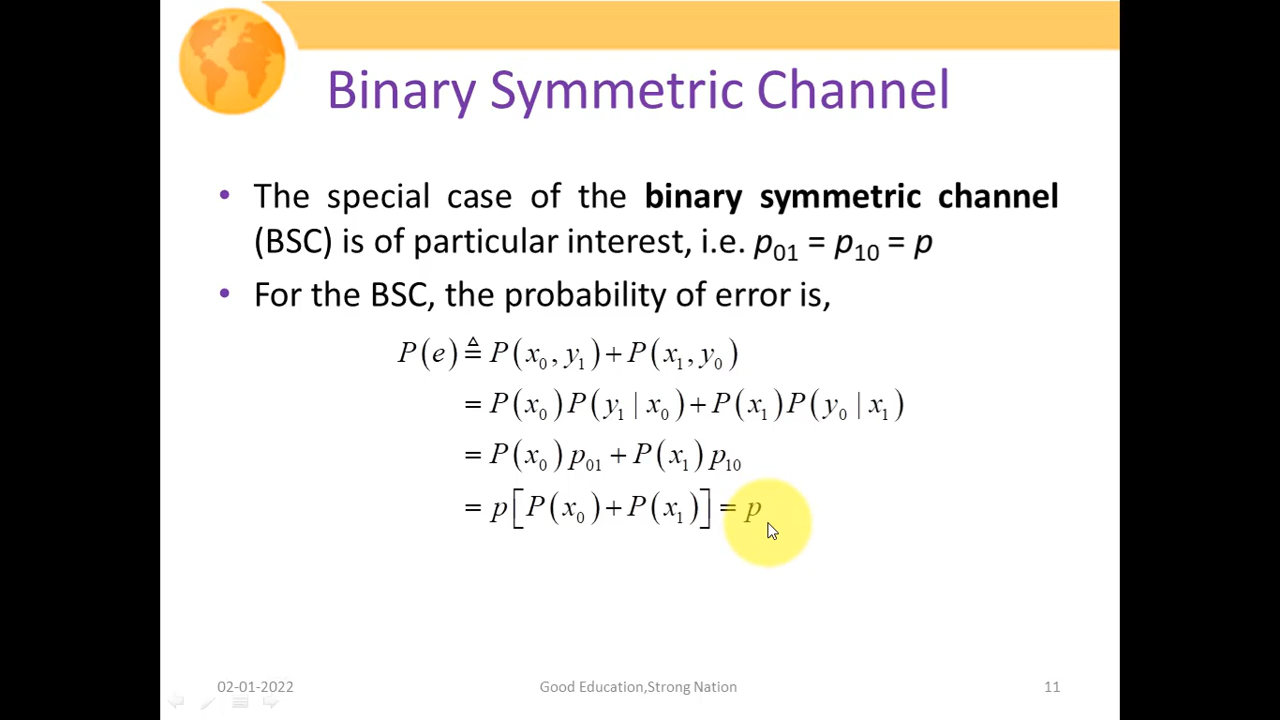 Binary Symmetric Channel
• The special case of the binary symmetric channel
(BSC) is of particular interest, i.e. p₀₁ = p₁₀ = p
• For the BSC, the probability of error is,
P(e) ≜ P(x₀, y₁) + P(x₁, y₀)
= P(x₀)P(y₁ | x₀) + P(x₁)P(y₀ | x₁)
= P(x₀)p₀₁ + P(x₁)p₁₀
= p[P(x₀) + P(x₁)] = p
02-01-2022
Good Education,Strong Nation
11